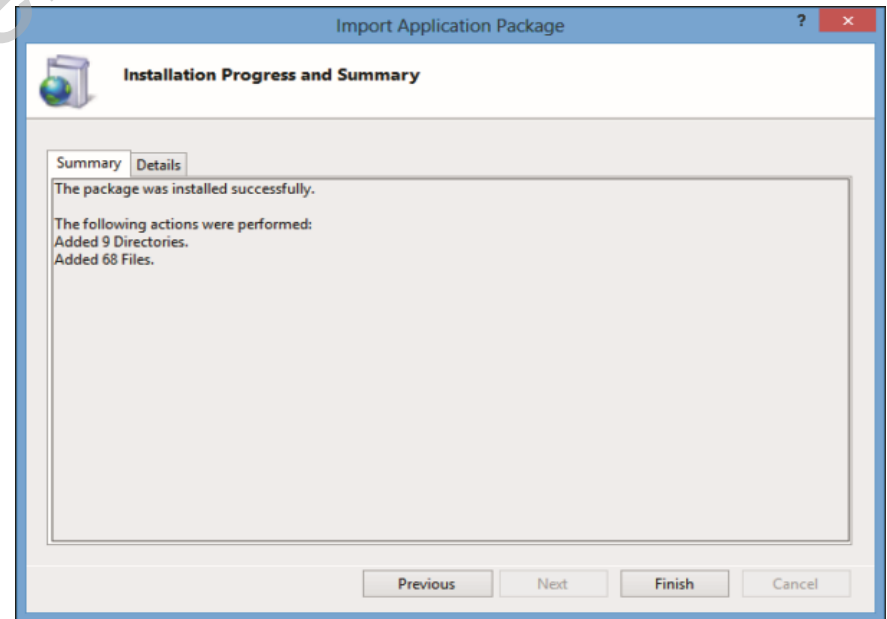 Import Application Package
?
Installation Progress and Summary
Summary Details
The package was installed successfully.
The following actions were performed:
Added 9 Directories.
Added 68 Files.
Previous Next Finish Cancel